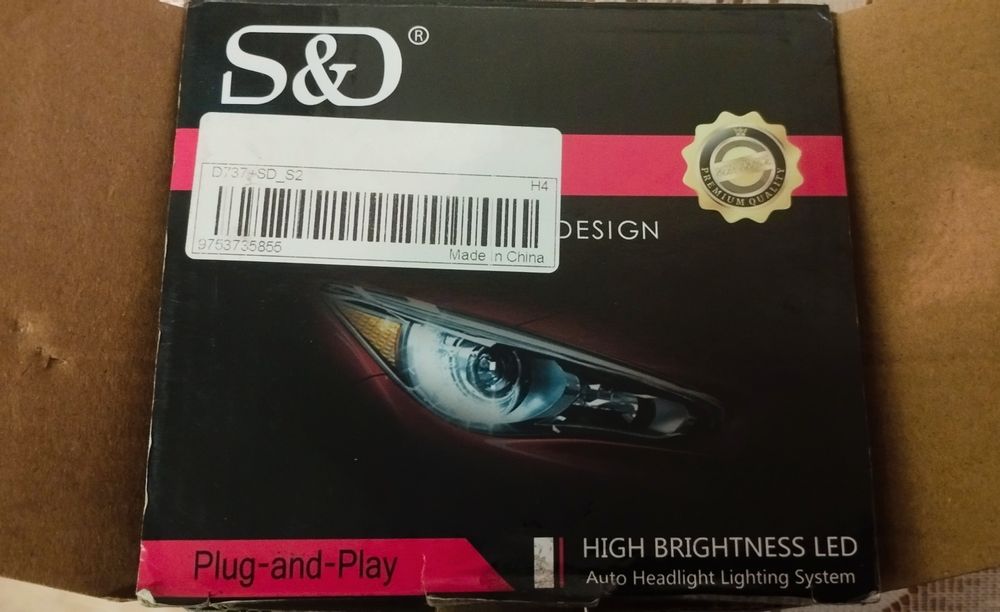 S&D®
D737+SD_S2
H4
9753735855
Made in China
DESIGN
PREMIUM QUALITY
Plug-and-Play
HIGH BRIGHTNESS LED
Auto Headlight Lighting System